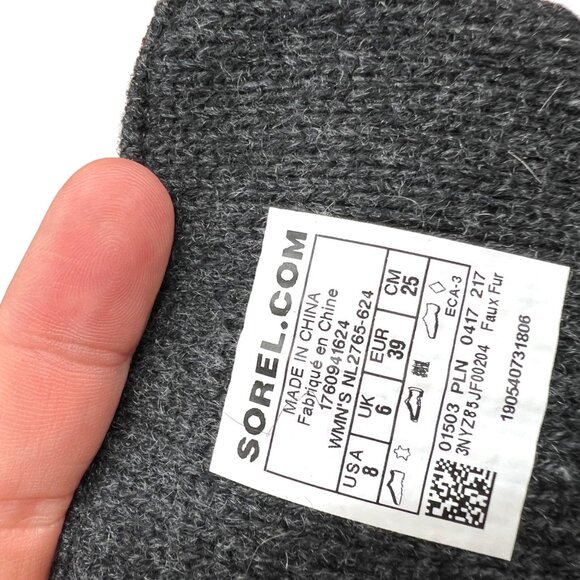 SOREL.COM
MADE IN CHINA
Fabriqué en Chine
1760941624
WMN'S NL2765-624
USA UK EUR CM
8 6 39 25
ECA-3
01503 PLN 0417 217
3N1YZ85JF00204 Faux Fur
190540731806